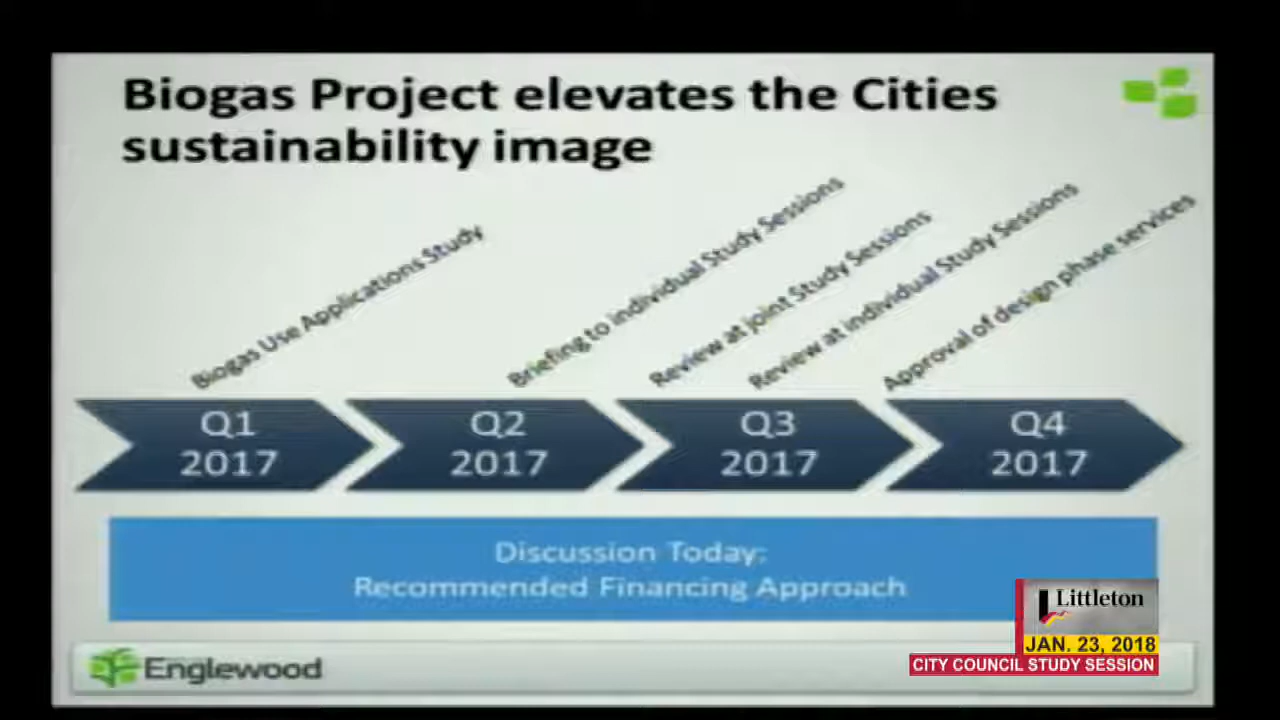 Biogas Project elevates the Cities
sustainability image
Biogas Use Applications Study
Briefing to individual Study Sessions
Review at joint Study Sessions
Review at individual Study Sessions
Approval of design phase services
Q1
2017
Q2
2017
Q3
2017
Q4
2017
Discussion Today:
Recommended Financing Approach
Englewood
Littleton
JAN. 23, 2018
CITY COUNCIL STUDY SESSION